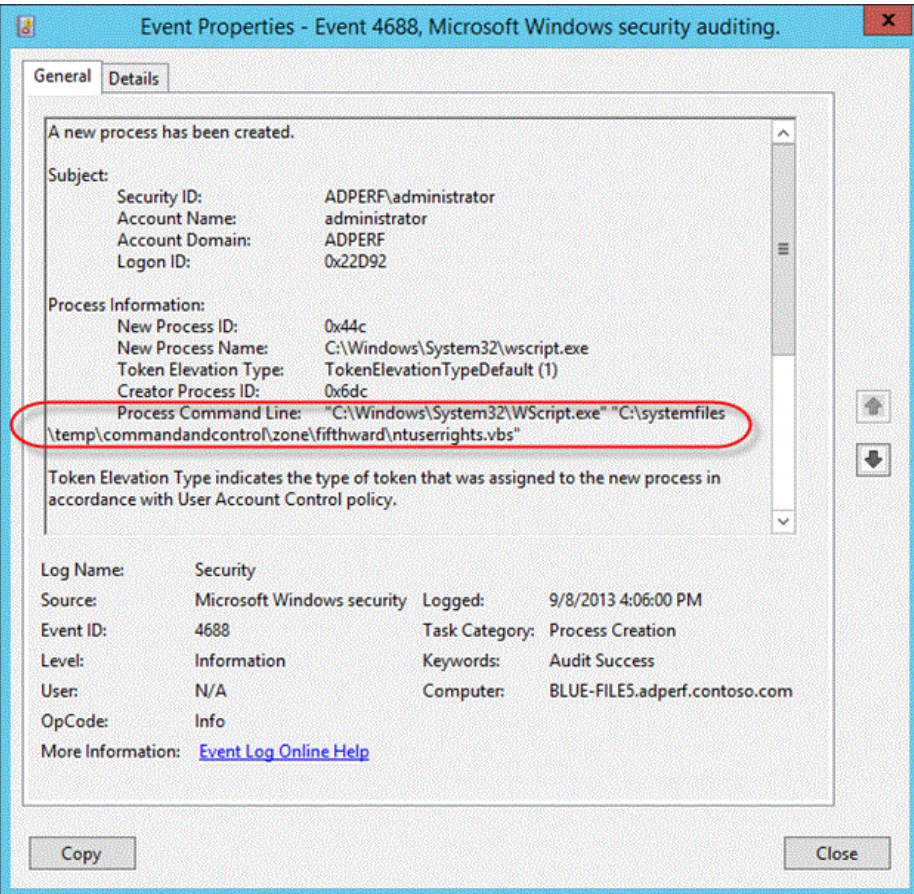 Event Properties - Event 4688, Microsoft Windows security auditing.
x
General Details
A new process has been created.
Subject:
Security ID: ADPERF\administrator
Account Name: administrator
Account Domain: ADPERF
Logon ID: 0x22D92
Process Information:
New Process ID: 0x44c
New Process Name: C:\Windows\System32\wscript.exe
Token Elevation Type: TokenElevationTypeDefault (1)
Creator Process ID: 0x6dc
Process Command Line: "C:\Windows\System32\WScript.exe" "C:\systemfiles
\temp\commandandcontrol\zone\fifthward\ntuserrights.vbs"
Token Elevation Type indicates the type of token that was assigned to the new process in
accordance with User Account Control policy.
Log Name: Security
Source: Microsoft Windows security Logged: 9/8/2013 4:06:00 PM
Event ID: 4688 Task Category: Process Creation
Level: Information Keywords: Audit Success
User: N/A Computer: BLUE-FILE5.adperf.contoso.com
OpCode: Info
More Information: Event Log Online Help
Copy Close